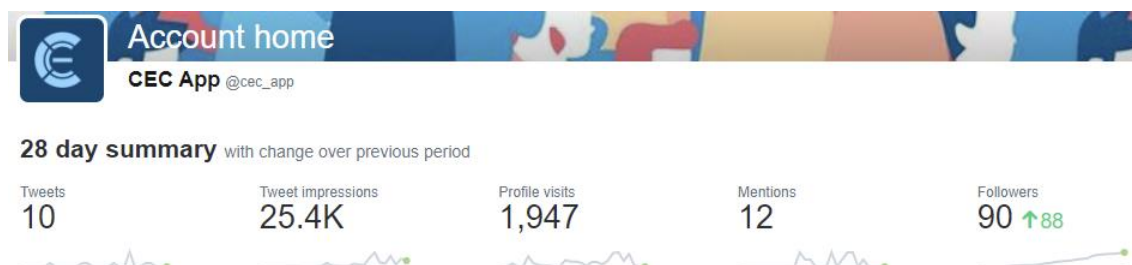 Account home
CEC App @cec_app
28 day summary with change over previous period
Tweets Tweet impressions Profile visits Mentions Followers
10 25.4K 1,947 12 90 ↑88